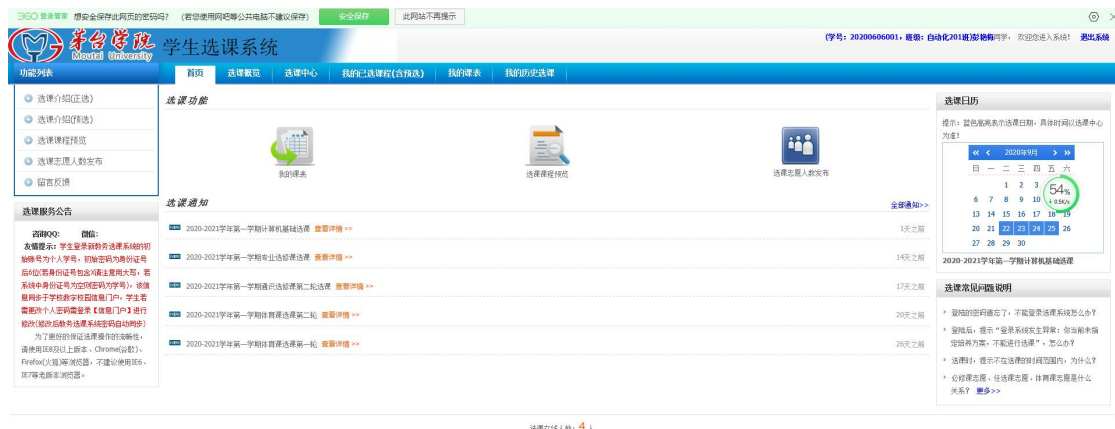 360 登录管家 想安全保存此网页的密码吗？（若您使用网吧等公共电脑不建议保存） 安全保存 此网站不再提示
茅台学院 学生选课系统
Moutai University
(学号：20200606001，班级：自动化201班)彭艳梅同学， 欢迎您进入系统！ 退出系统
功能列表
首页 选课概览 选课中心 我的已选课程(含预选) 我的课表 我的历史选课
选课介绍(正选)
选课介绍(预选)
选课课程预览
选课志愿人数发布
留言反馈
选课服务公告
咨询QQ： 微信：
友情提示：学生登录新教务选课系统的初
始账号为个人学号，初始密码为身份证号
后6位(若身份证号包含X请注意用大写，若
系统中身份证号为空则密码为学号)，该信
息同步于学校数字校园信息门户，学生若
需更改个人密码需登录【信息门户】进行
修改(修改后教务选课系统密码自动同步)
为了更好的保证选课操作的流畅性，
请使用IE8及以上版本、Chrome(谷歌)、
Firefox(火狐)等浏览器，不建议使用IE6、
IE7等老版本浏览器。
选课功能
我的课表 选课课程预览 选课志愿人数发布
选课通知 全部通知>>
NEW 2020-2021学年第一学期计算机基础选课 查看详情 >> 1天之前
NEW 2020-2021学年第一学期专业选修课选课 查看详情 >> 14天之前
NEW 2020-2021学年第一学期通识选修课第二轮选课 查看详情 >> 17天之前
NEW 2020-2021学年第一学期体育课选课第二轮 查看详情 >> 20天之前
NEW 2020-2021学年第一学期体育课选课第一轮 查看详情 >> 26天之前
选课日历
提示：蓝色高亮表示选课日期，具体时间以选课中心
为准！
« ‹ 2020年9月 › »
日 一 二 三 四 五 六
1 2 3
6 7 8 9 10
13 14 15 16 17 18 19
20 21 22 23 24 25 26
27 28 29 30
54%
0.5K/s
2020-2021学年第一学期计算机基础选课
选课常见问题说明
登陆的密码遗忘了，不能登录选课系统怎么办？
登陆后，提示“登录系统发生异常：你当前未指
定培养方案，不能进行选课”，怎么办？
选课时，提示不在选课的时间范围内，为什么？
必修课志愿、任选课志愿、体育课志愿是什么
关系？ 更多>>
选课在线人数：4 人